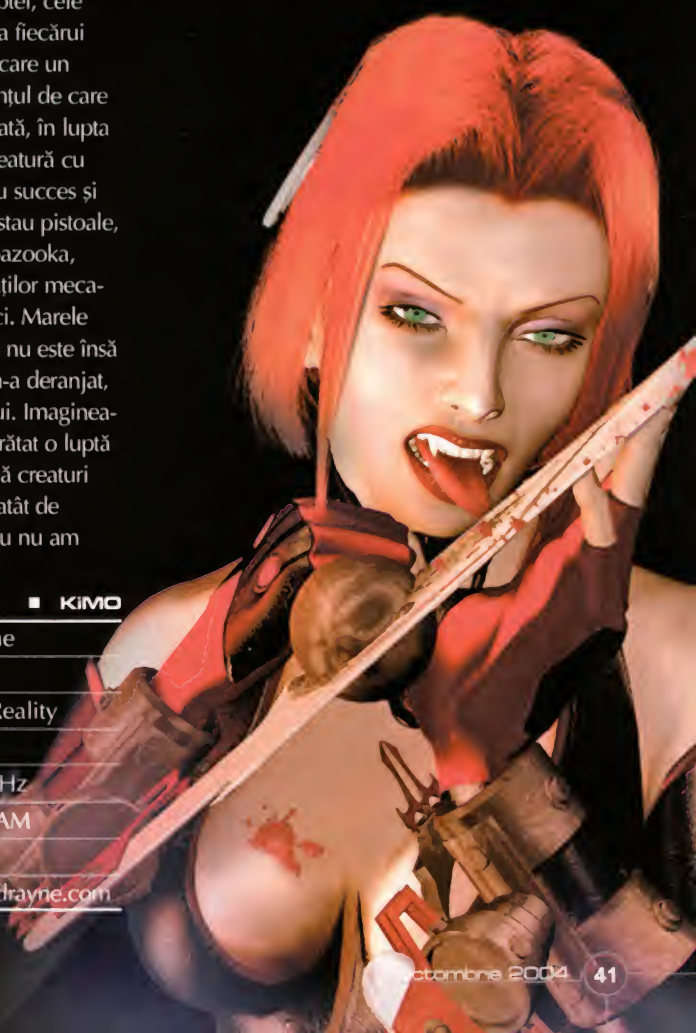 a fiecărui
care un
nțul de care
ată, în lupta
eatură cu
u succes și
stau pistoale,
azooka,
ților meca-
ci. Marele
nu este însă
-a deranjat,
ui. Imaginea-
rătat o luptă
ă creaturi
atât de
u nu am
■ KiMO
ne
Reality
Hz
AM
drayne.com
octombrie 2004 41